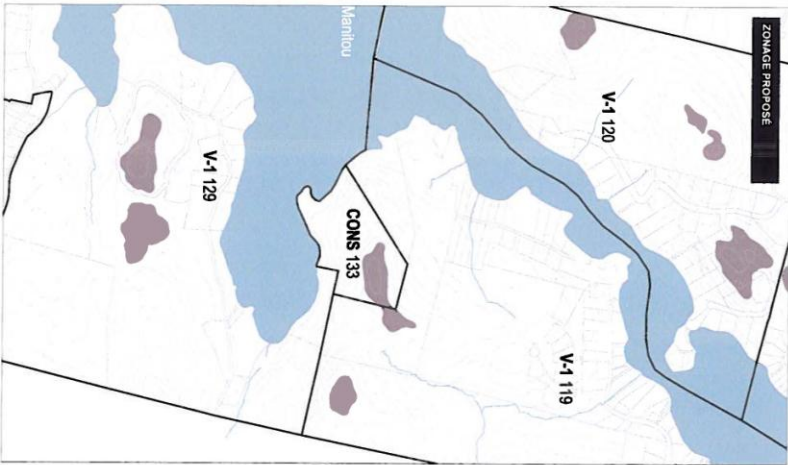 ZONAGE PROPOSÉ
Manitou
V-1 120
V-1 129
CONS 133
V-1 119